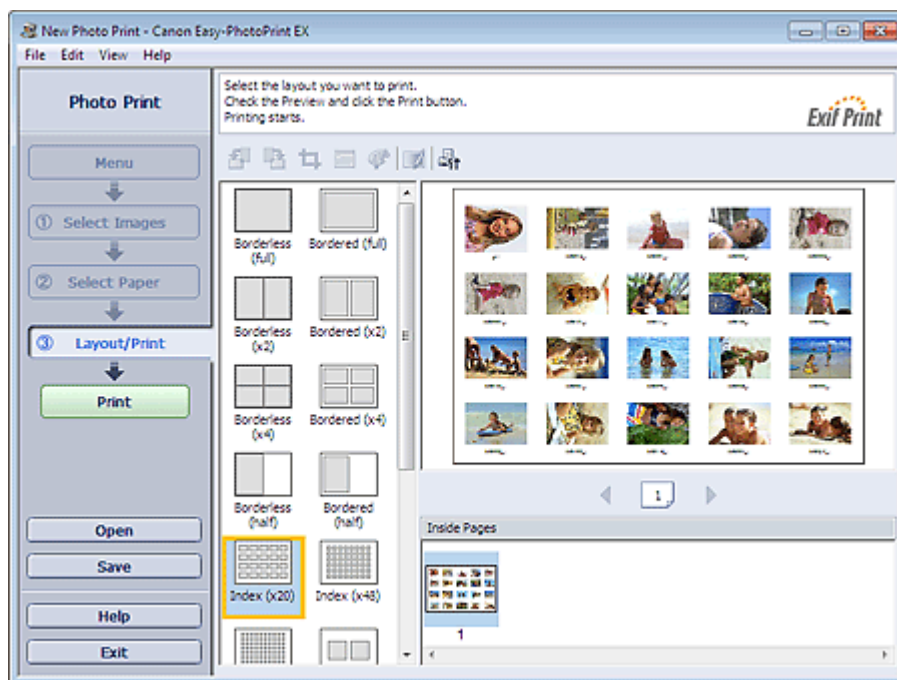 New Photo Print - Canon Easy-PhotoPrint EX
File Edit View Help
Photo Print
Select the layout you want to print.
Check the Preview and click the Print button.
Printing starts.
Exif Print
Menu
① Select Images
② Select Paper
③ Layout/Print
Print
Open
Save
Help
Exit
Borderless
(full)
Bordered (full)
Borderless
(x2)
Bordered (x2)
Borderless
(x4)
Bordered (x4)
Borderless
(half)
Bordered
(half)
Index (x20)
Index (x48)
1
Inside Pages
1